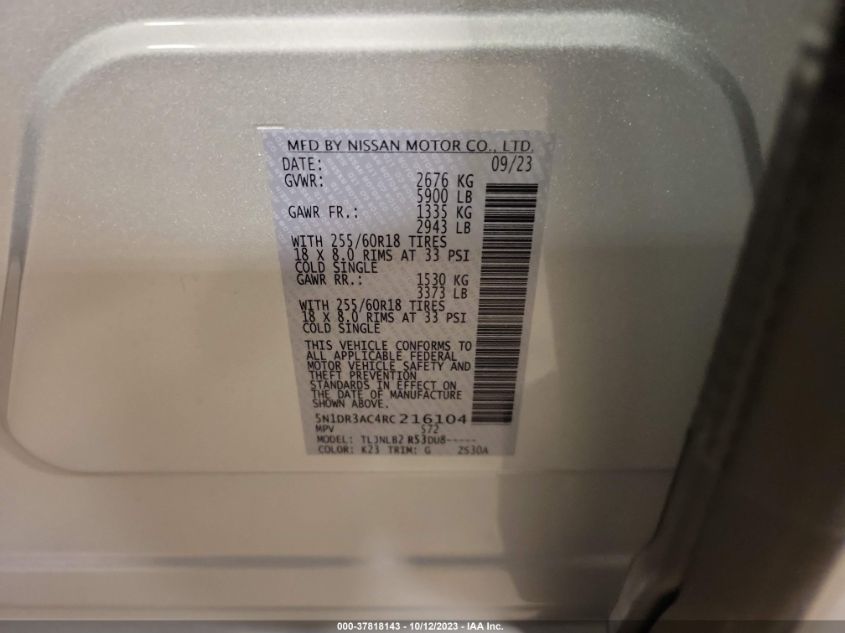 MFD BY NISSAN MOTOR CO., LTD.
DATE: 09/23
GVWR: 2676 KG
5900 LB
GAWR FR.: 1335 KG
2943 LB
WITH 255/60R18 TIRES
18 X 8.0 RIMS AT 33 PSI
COLD SINGLE
GAWR RR.: 1530 KG
3373 LB
WITH 255/60R18 TIRES
18 X 8.0 RIMS AT 33 PSI
COLD SINGLE
THIS VEHICLE CONFORMS TO
ALL APPLICABLE FEDERAL
MOTOR VEHICLE SAFETY AND
THEFT PREVENTION
STANDARDS IN EFFECT ON
THE DATE OF MANUFACTURE
SHOWN ABOVE.
5N1DR3AC4RC216104
MPV S72
MODEL: R53DU8-----
COLOR: K23 TRIM: G 2S30A
000-37818143 - 10/12/2023 - IAA Inc.